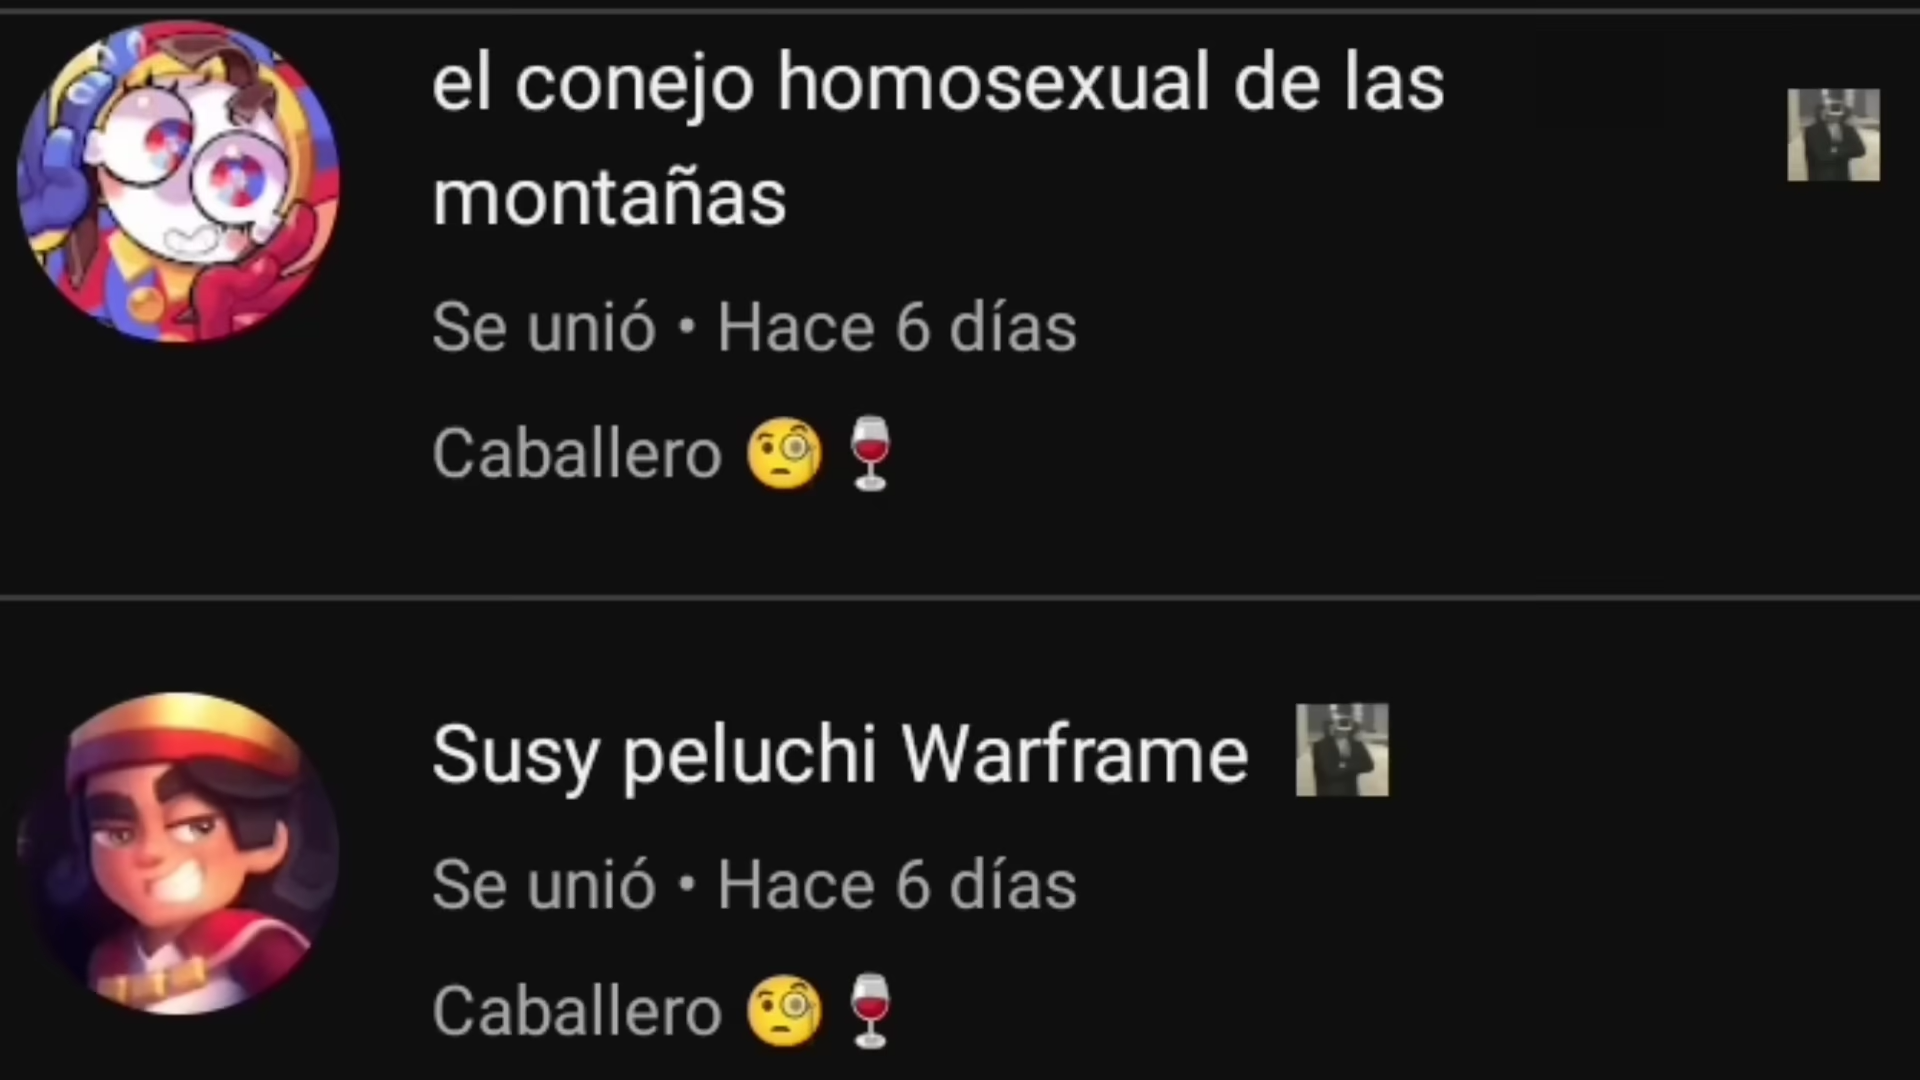 el conejo homosexual de las
montañas
Se unió • Hace 6 días
Caballero 🧐🍷
Susy peluchi Warframe
Se unió • Hace 6 días
Caballero 🧐🍷